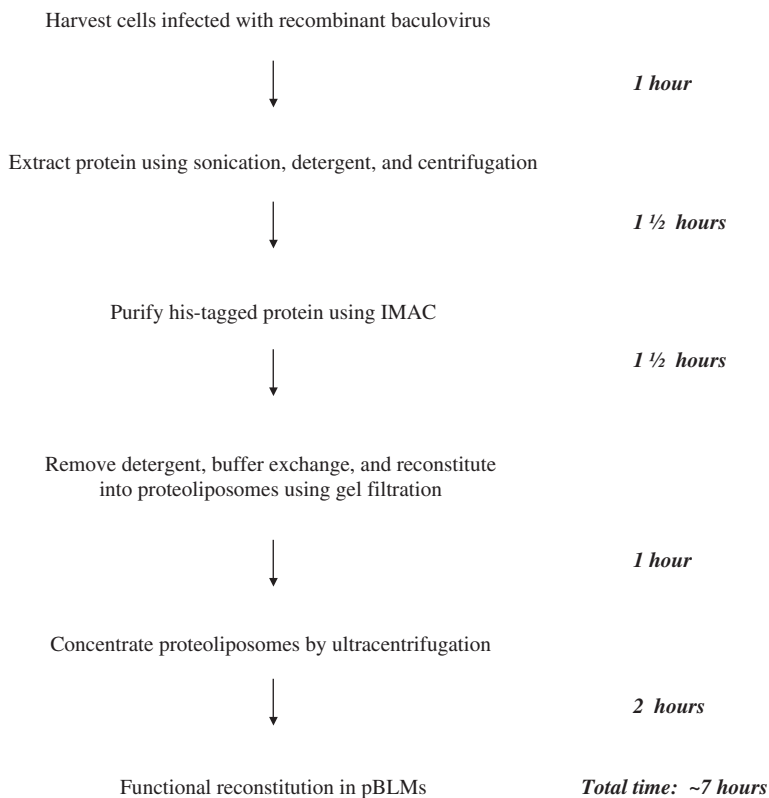 Harvest cells infected with recombinant baculovirus
1 hour
Extract protein using sonication, detergent, and centrifugation
1 ½ hours
Purify his-tagged protein using IMAC
1 ½ hours
Remove detergent, buffer exchange, and reconstitute
into proteoliposomes using gel filtration
1 hour
Concentrate proteoliposomes by ultracentrifugation
2 hours
Functional reconstitution in pBLMs
Total time: ~7 hours